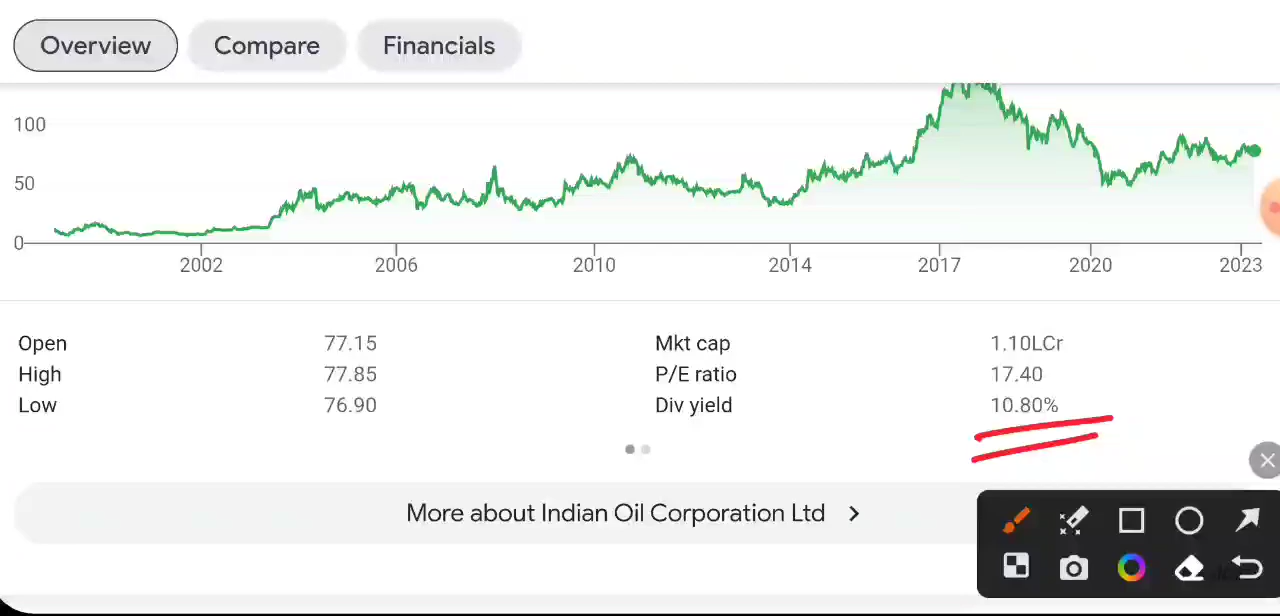 Overview Compare Financials
100
50
0
2002 2006 2010 2014 2017 2020 2023
Open 77.15 Mkt cap 1.10LCr
High 77.85 P/E ratio 17.40
Low 76.90 Div yield 10.80%
More about Indian Oil Corporation Ltd